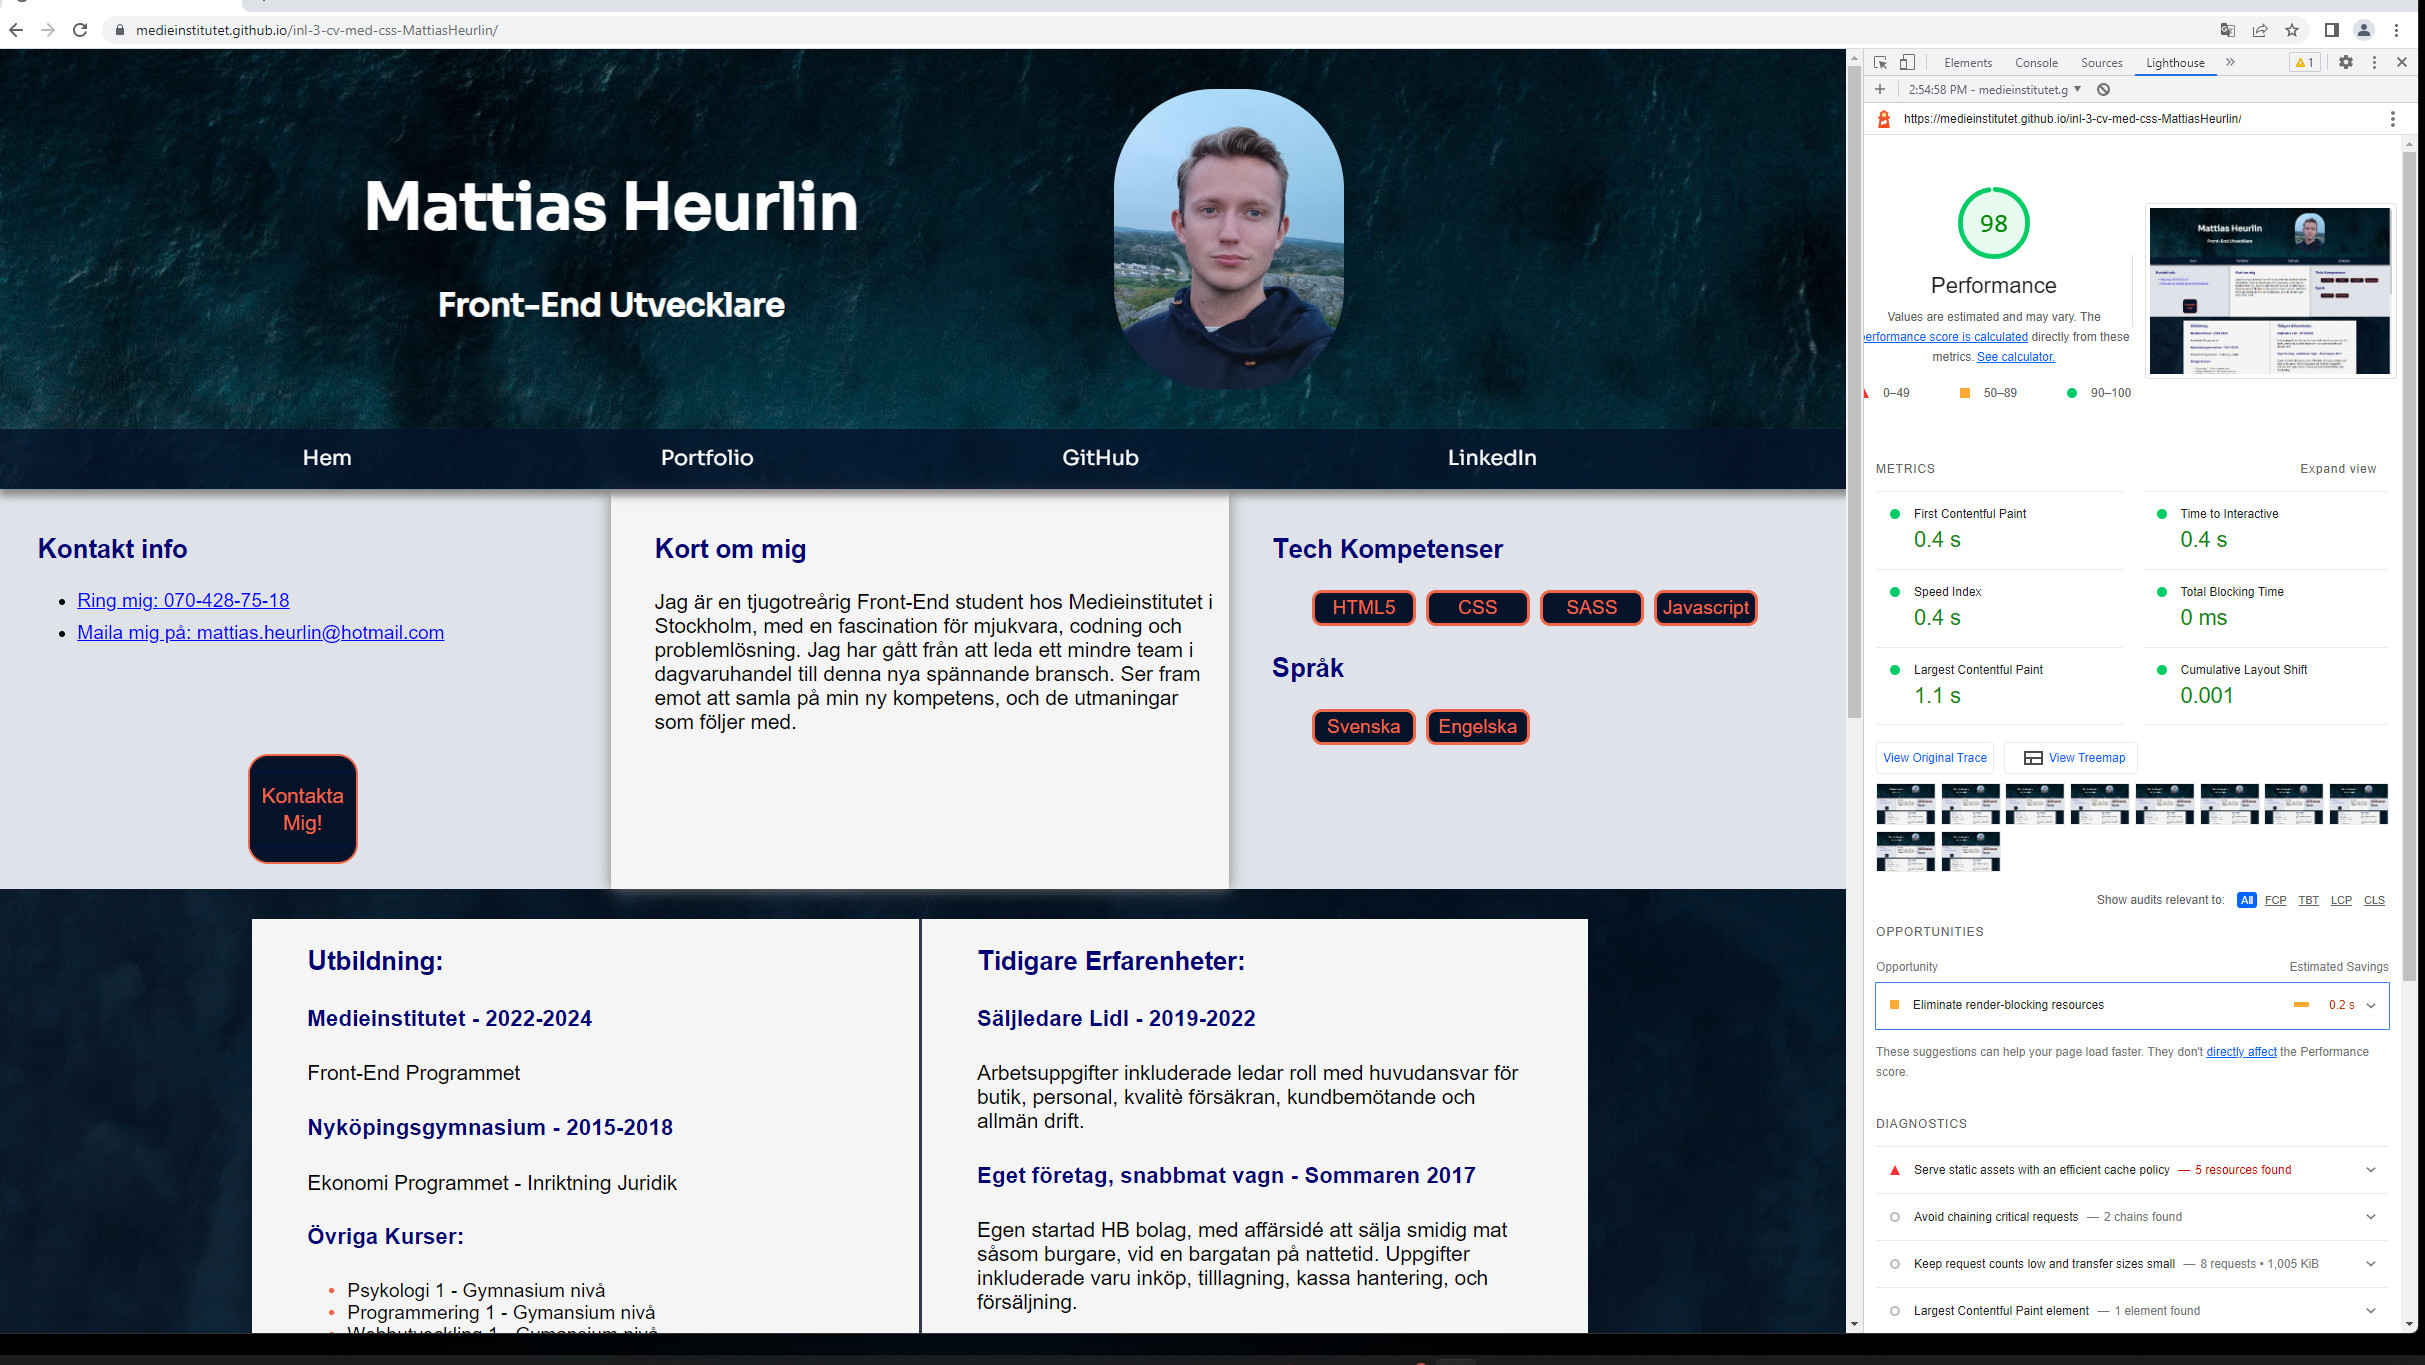 medieinstitutet.github.io/inl-3-cv-med-css-MattiasHeurlin/
Mattias Heurlin
Front-End Utvecklare
Hem
Portfolio
GitHub
LinkedIn
Kontakt info
Ring mig: 070-428-75-18
Maila mig på: mattias.heurlin@hotmail.com
Kontakta
Mig!
Kort om mig
Jag är en tjugotreårig Front-End student hos Medieinstitutet i
Stockholm, med en fascination för mjukvara, codning och
problemlösning. Jag har gått från att leda ett mindre team i
dagvaruhandel till denna nya spännande bransch. Ser fram
emot att samla på min ny kompetens, och de utmaningar
som följer med.
Tech Kompetenser
HTML5
CSS
SASS
Javascript
Språk
Svenska
Engelska
Utbildning:
Medieinstitutet - 2022-2024
Front-End Programmet
Nyköpingsgymnasium - 2015-2018
Ekonomi Programmet - Inriktning Juridik
Övriga Kurser:
Psykologi 1 - Gymnasium nivå
Programmering 1 - Gymansium nivå
Webbutveckling 1 - Gymansium nivå
Tidigare Erfarenheter:
Säljledare Lidl - 2019-2022
Arbetsuppgifter inkluderade ledar roll med huvudansvar för
butik, personal, kvalitè försäkran, kundbemötande och
allmän drift.
Eget företag, snabbmat vagn - Sommaren 2017
Egen startad HB bolag, med affärsidé att sälja smidig mat
såsom burgare, vid en bargatan på nattetid. Uppgifter
inkluderade varu inköp, tilllagning, kassa hantering, och
försäljning.
Elements
Console
Sources
Lighthouse
1
2:54:58 PM - medieinstitutet.g
https://medieinstitutet.github.io/inl-3-cv-med-css-MattiasHeurlin/
98
Performance
Values are estimated and may vary. The
performance score is calculated directly from these
metrics. See calculator.
0–49
50–89
90–100
Mattias Heurlin
Front-End Utvecklare
METRICS
Expand view
First Contentful Paint
0.4 s
Time to Interactive
0.4 s
Speed Index
0.4 s
Total Blocking Time
0 ms
Largest Contentful Paint
1.1 s
Cumulative Layout Shift
0.001
View Original Trace
View Treemap
Show audits relevant to: All FCP TBT LCP CLS
OPPORTUNITIES
Opportunity
Estimated Savings
Eliminate render-blocking resources
0.2 s
These suggestions can help your page load faster. They don't directly affect the Performance
score.
DIAGNOSTICS
Serve static assets with an efficient cache policy — 5 resources found
Avoid chaining critical requests — 2 chains found
Keep request counts low and transfer sizes small — 8 requests • 1,005 KiB
Largest Contentful Paint element — 1 element found